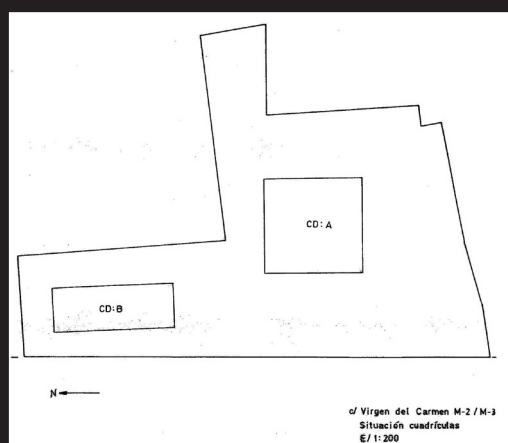 CD:A
CD:B
N
c/ Virgen del Carmen M-2 / M-3
Situación cuadrículas
E/1:200